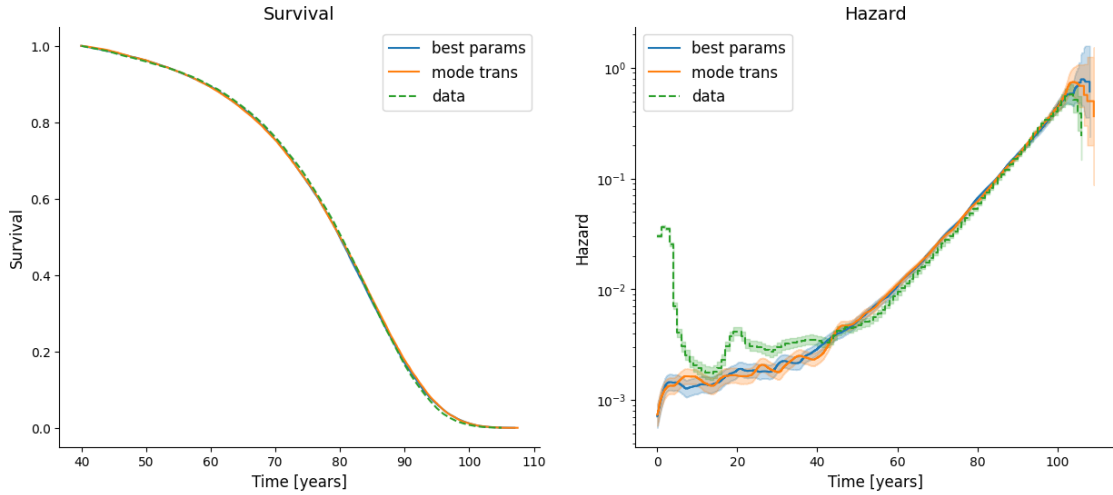 Survival
Survival
1.0
0.8
0.6
0.4
0.2
0.0
best params
mode trans
data
40 50 60 70 80 90 100 110
Time [years]
Hazard
Hazard
10⁰
10⁻¹
10⁻²
10⁻³
best params
mode trans
data
0 20 40 60 80 100
Time [years]